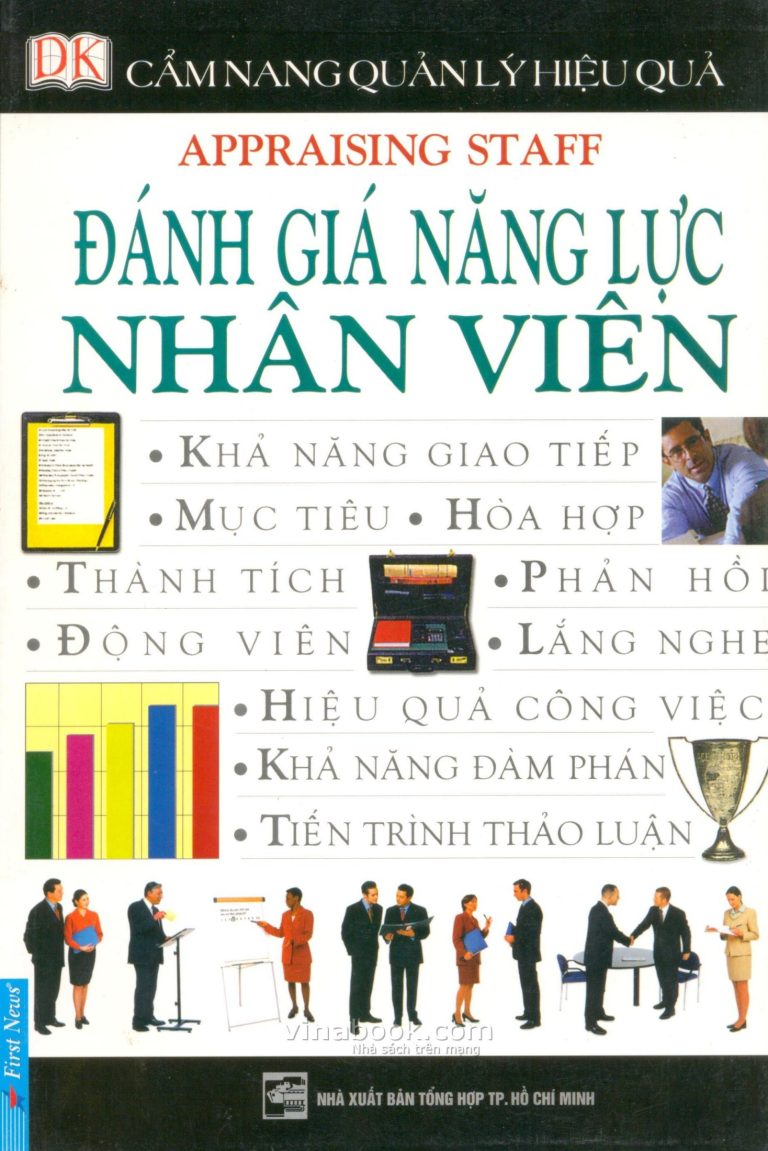 DK CẨM NANG QUẢN LÝ HIỆU QUẢ
APPRAISING STAFF
ĐÁNH GIÁ NĂNG LỰC
NHÂN VIÊN
• KHẢ NĂNG GIAO TIẾP
• MỤC TIÊU • HÒA HỢP
• THÀNH TÍCH • PHẢN HỒI
• ĐỘNG VIÊN • LẮNG NGHE
• HIỆU QUẢ CÔNG VIỆC
• KHẢ NĂNG ĐÀM PHÁN
• TIẾN TRÌNH THẢO LUẬN
First News®
vinabook.com
Nhà sách trên mạng
NHÀ XUẤT BẢN TỔNG HỢP TP. HỒ CHÍ MINH